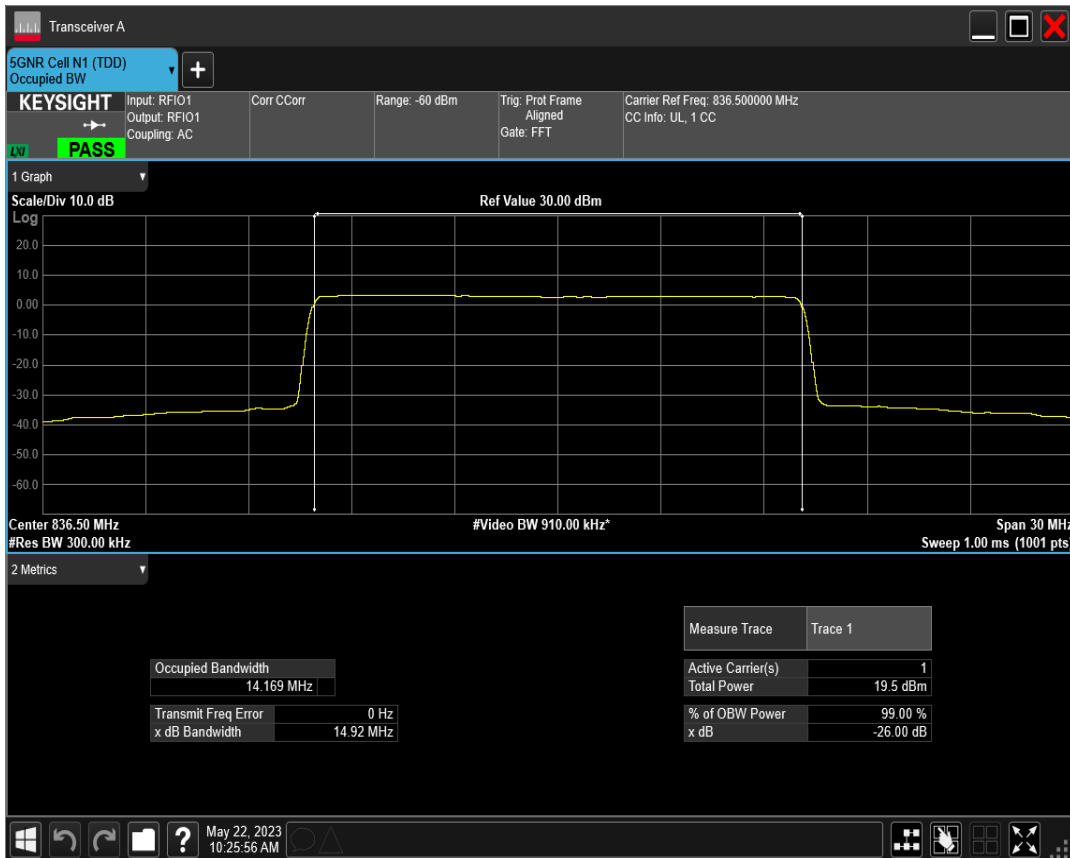 Transceiver A
5GNR Cell N1 (TDD)
Occupied BW
+
KEYSIGHT
LXI
PASS
Input: RFIO1
Output: RFIO1
Coupling: AC
Corr CCorr
Range: -60 dBm
Trig: Prot Frame
Aligned
Gate: FFT
Carrier Ref Freq: 836.500000 MHz
CC Info: UL, 1 CC
1 Graph
Scale/Div 10.0 dB
Ref Value 30.00 dBm
Log
20.0
10.0
0.00
-10.0
-20.0
-30.0
-40.0
-50.0
-60.0
Center 836.50 MHz
#Video BW 910.00 kHz*
Span 30 MHz
#Res BW 300.00 kHz
Sweep 1.00 ms (1001 pts)
2 Metrics
Measure Trace Trace 1
Occupied Bandwidth
14.169 MHz
Active Carrier(s) 1
Total Power 19.5 dBm
Transmit Freq Error 0 Hz
x dB Bandwidth 14.92 MHz
% of OBW Power 99.00 %
x dB -26.00 dB
?
May 22, 2023
10:25:56 AM